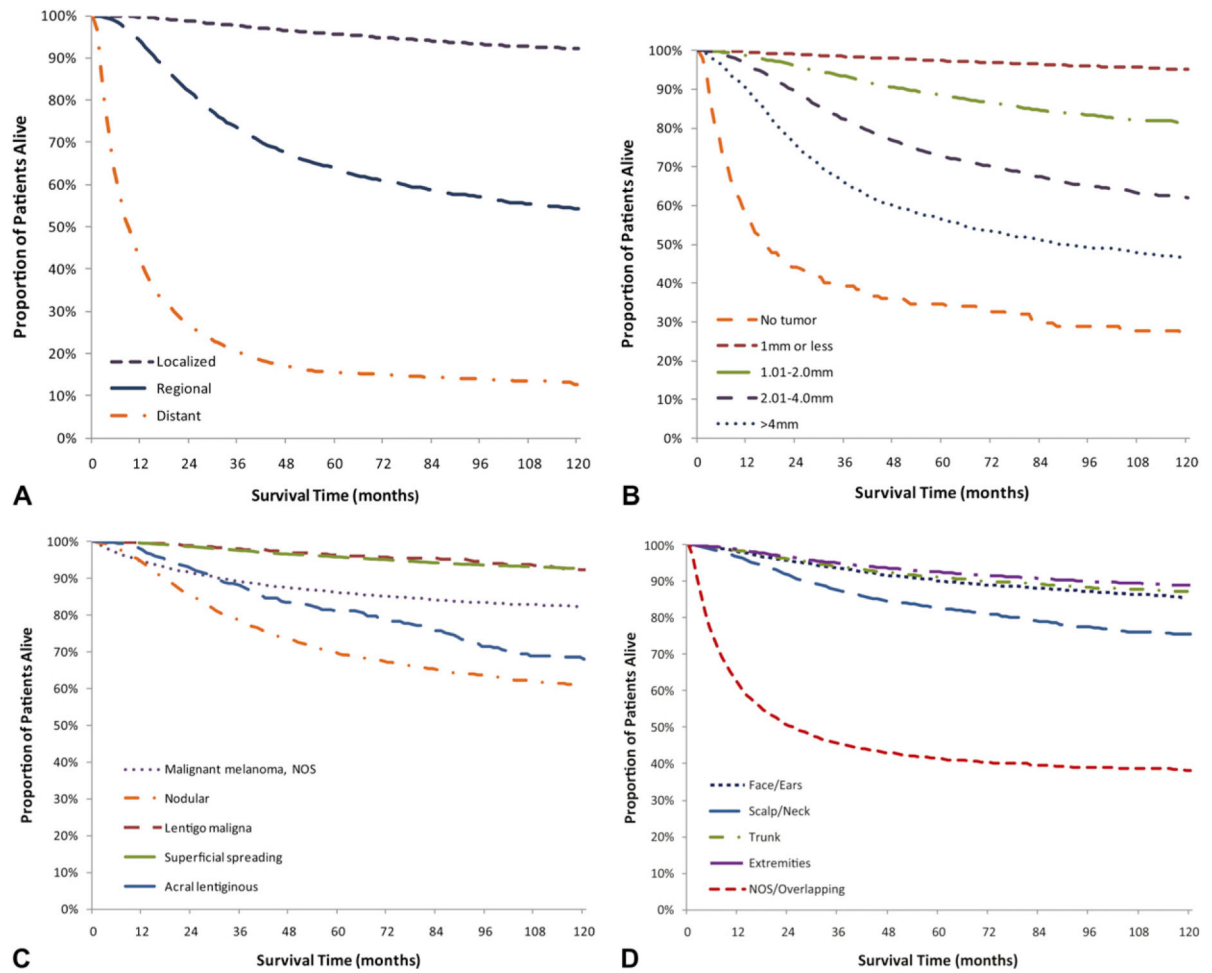 100%
90%
80%
70%
60%
50%
40%
30%
20%
10%
0%
Proportion of Patients Alive
Localized
Regional
Distant
0 12 24 36 48 60 72 84 96 108 120
Survival Time (months)
A
100%
90%
80%
70%
60%
50%
40%
30%
20%
10%
0%
Proportion of Patients Alive
No tumor
1mm or less
1.01-2.0mm
2.01-4.0mm
>4mm
0 12 24 36 48 60 72 84 96 108 120
Survival Time (months)
B
100%
90%
80%
70%
60%
50%
40%
30%
20%
10%
0%
Proportion of Patients Alive
Malignant melanoma, NOS
Nodular
Lentigo maligna
Superficial spreading
Acral lentiginous
0 12 24 36 48 60 72 84 96 108 120
Survival Time (months)
C
100%
90%
80%
70%
60%
50%
40%
30%
20%
10%
0%
Proportion of Patients Alive
Face/Ears
Scalp/Neck
Trunk
Extremities
NOS/Overlapping
0 12 24 36 48 60 72 84 96 108 120
Survival Time (months)
D